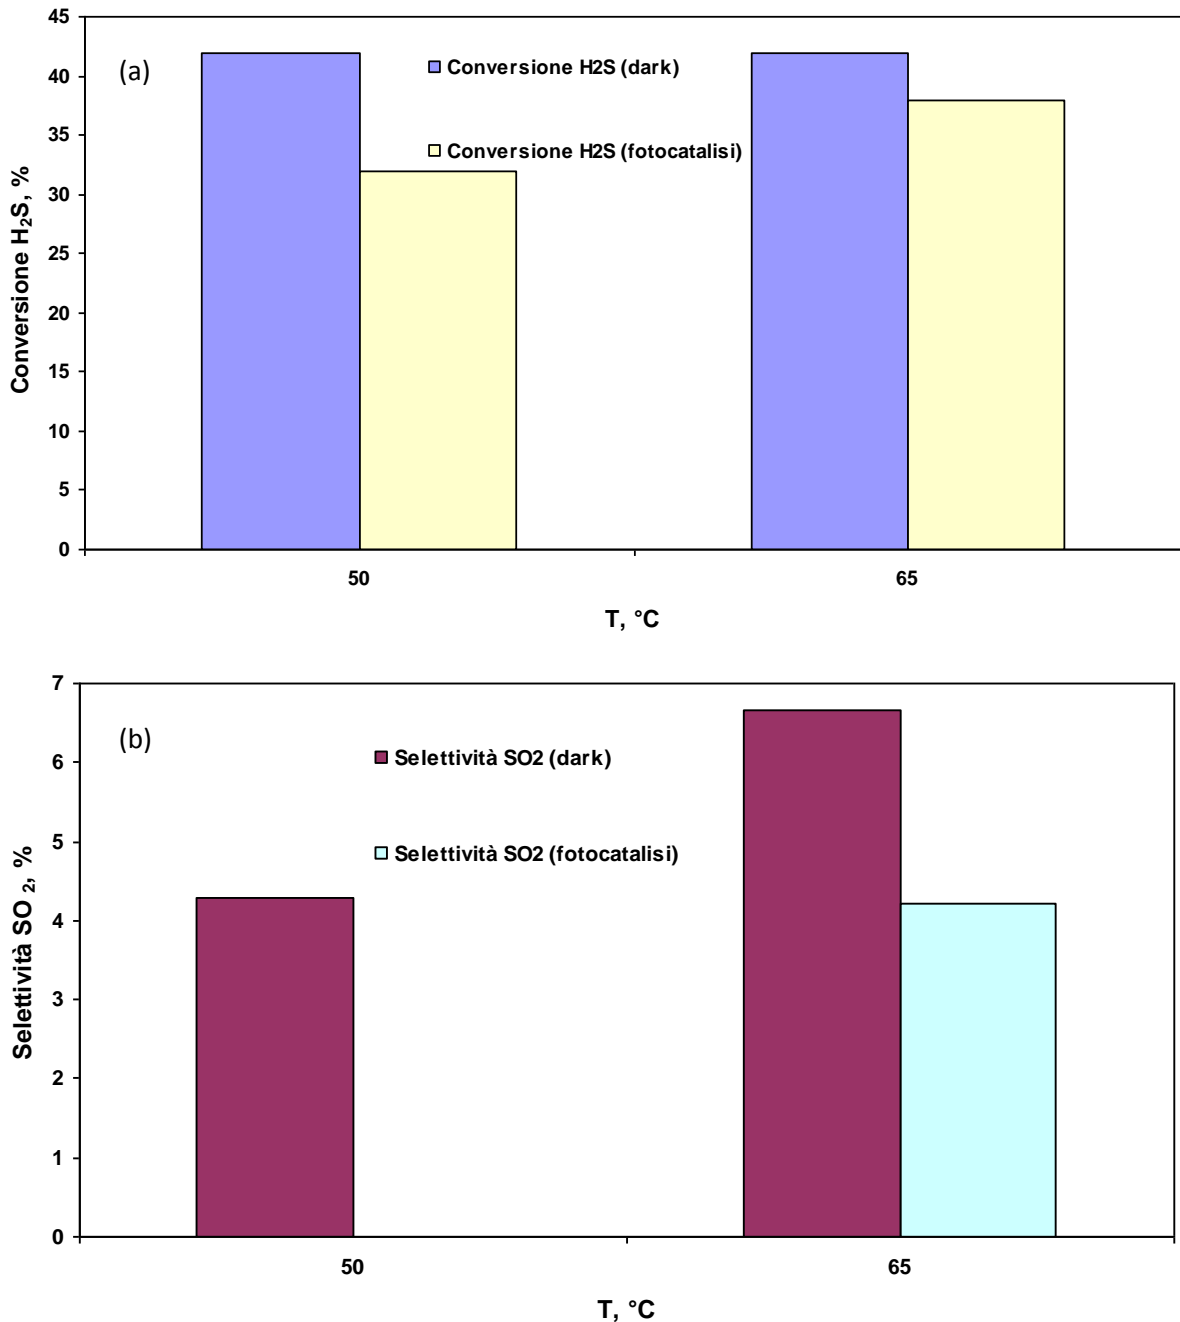 (a)
Conversione H2S (dark)
Conversione H2S (fotocatalisi)
Conversione H₂S, %
45
40
35
30
25
20
15
10
5
0
50 65
T, °C
(b)
Selettività SO2 (dark)
Selettività SO2 (fotocatalisi)
Selettività SO ₂, %
7
6
5
4
3
2
1
0
50 65
T, °C